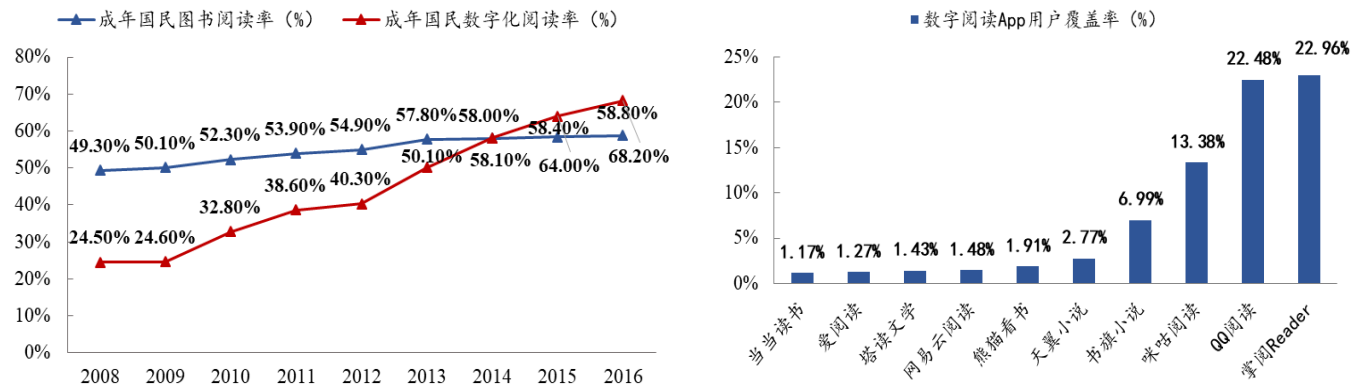 成年国民图书阅读率（%） 成年国民数字化阅读率（%）
80%
70%
60%
50%
40%
30%
20%
10%
0%
49.30% 50.10% 52.30% 53.90% 54.90% 57.80% 58.00% 58.40% 58.80%
24.50% 24.60% 32.80% 38.60% 40.30% 50.10% 58.10% 64.00% 68.20%
2008 2009 2010 2011 2012 2013 2014 2015 2016
数字阅读App用户覆盖率（%）
25%
20%
15%
10%
5%
0%
1.17% 1.27% 1.43% 1.48% 1.91% 2.77% 6.99% 13.38% 22.48% 22.96%
当当读书
爱阅读
塔读文学
网易云阅读
熊猫看书
天翼小说
书旗小说
咪咕阅读
QQ阅读
掌阅Reader